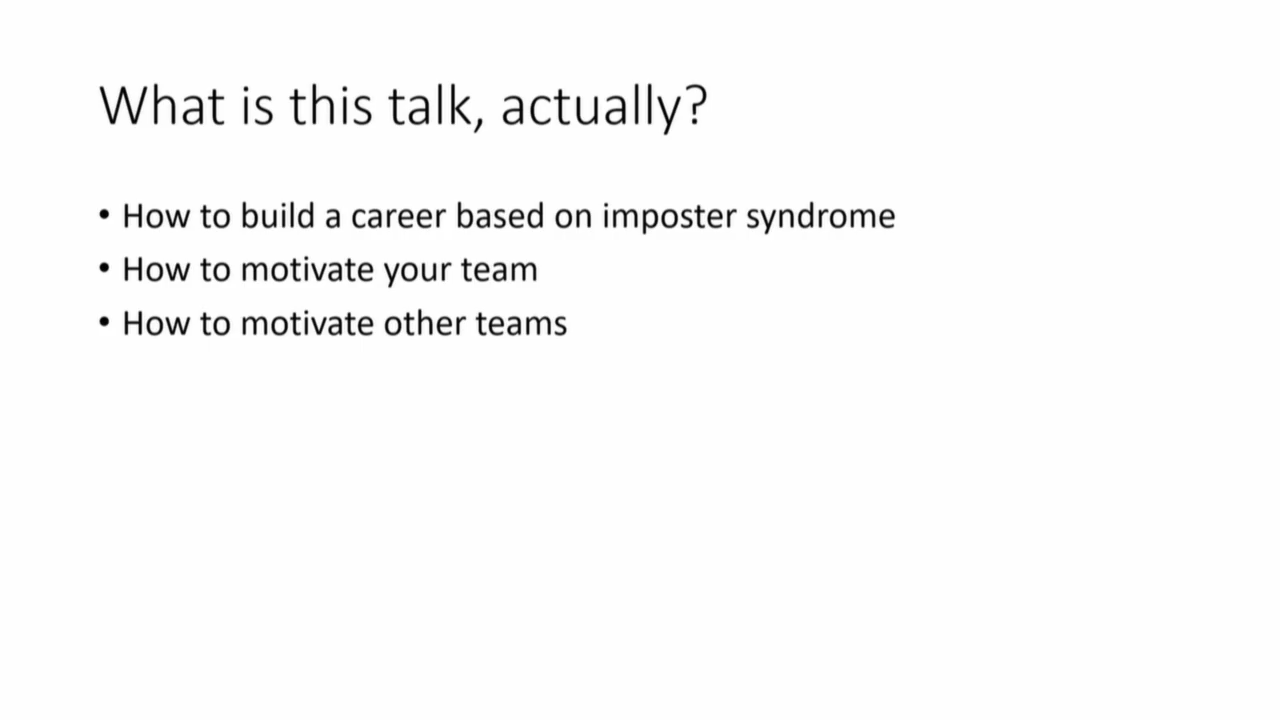 What is this talk, actually?
• How to build a career based on imposter syndrome
• How to motivate your team
• How to motivate other teams